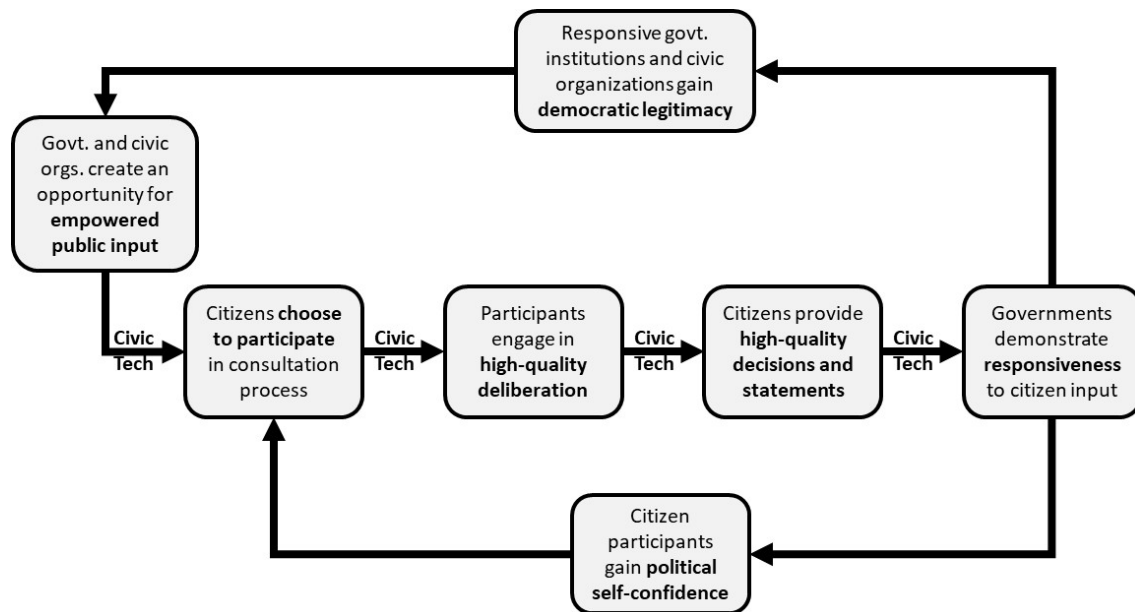 Responsive govt.
institutions and civic
organizations gain
democratic legitimacy
Govt. and civic
orgs. create an
opportunity for
empowered
public input
Civic
Tech
Citizens choose
to participate
in consultation
process
Civic
Tech
Participants
engage in
high-quality
deliberation
Civic
Tech
Citizens provide
high-quality
decisions and
statements
Civic
Tech
Governments
demonstrate
responsiveness
to citizen input
Citizen
participants
gain political
self-confidence